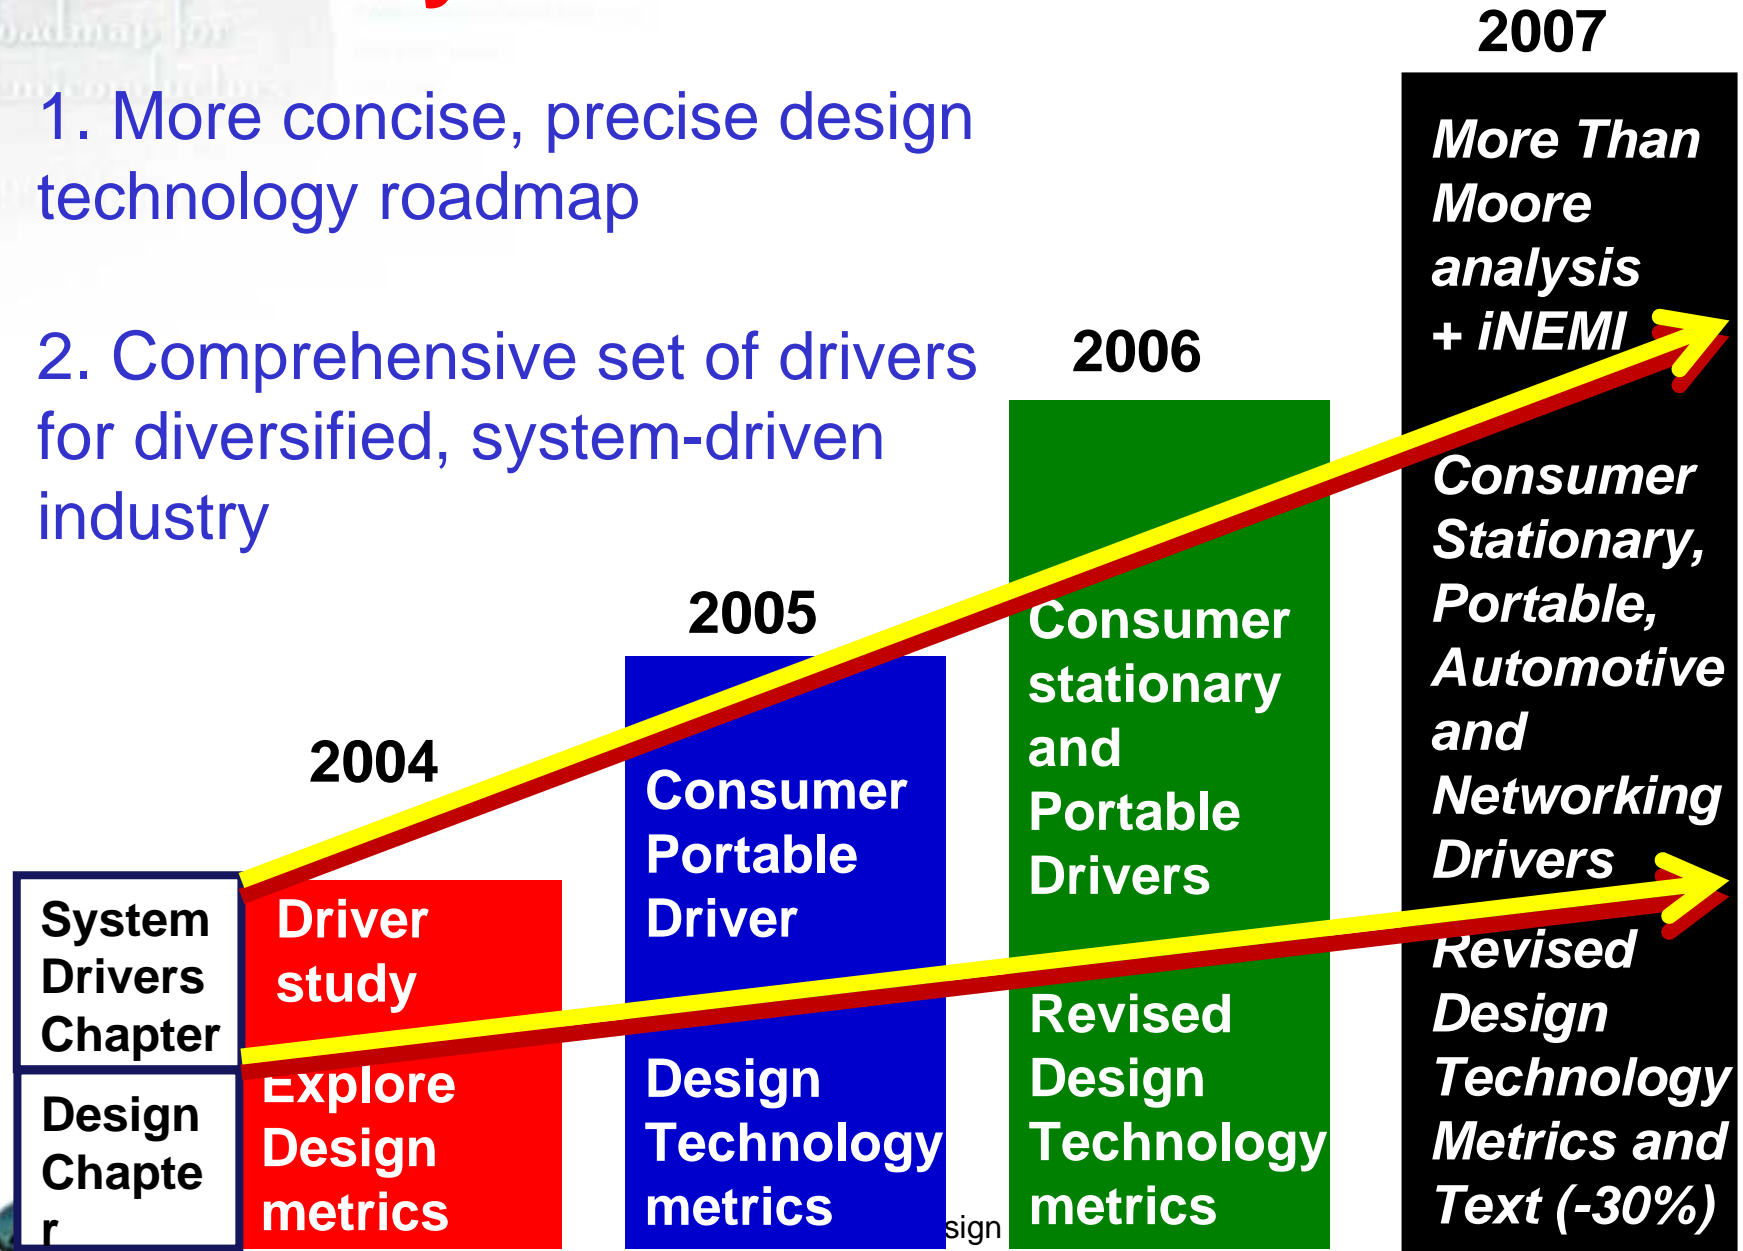 1. More concise, precise design
technology roadmap
2. Comprehensive set of drivers
for diversified, system-driven
industry
2004
2005
2006
2007
System
Drivers
Chapter
Design
Chapte
r
Driver
study
Explore
Design
metrics
Consumer
Portable
Driver
Design
Technology
metrics
Consumer
stationary
and
Portable
Drivers
Revised
Design
Technology
metrics
More Than
Moore
analysis
+ iNEMI
Consumer
Stationary,
Portable,
Automotive
and
Networking
Drivers
Revised
Design
Technology
Metrics and
Text (-30%)
sign